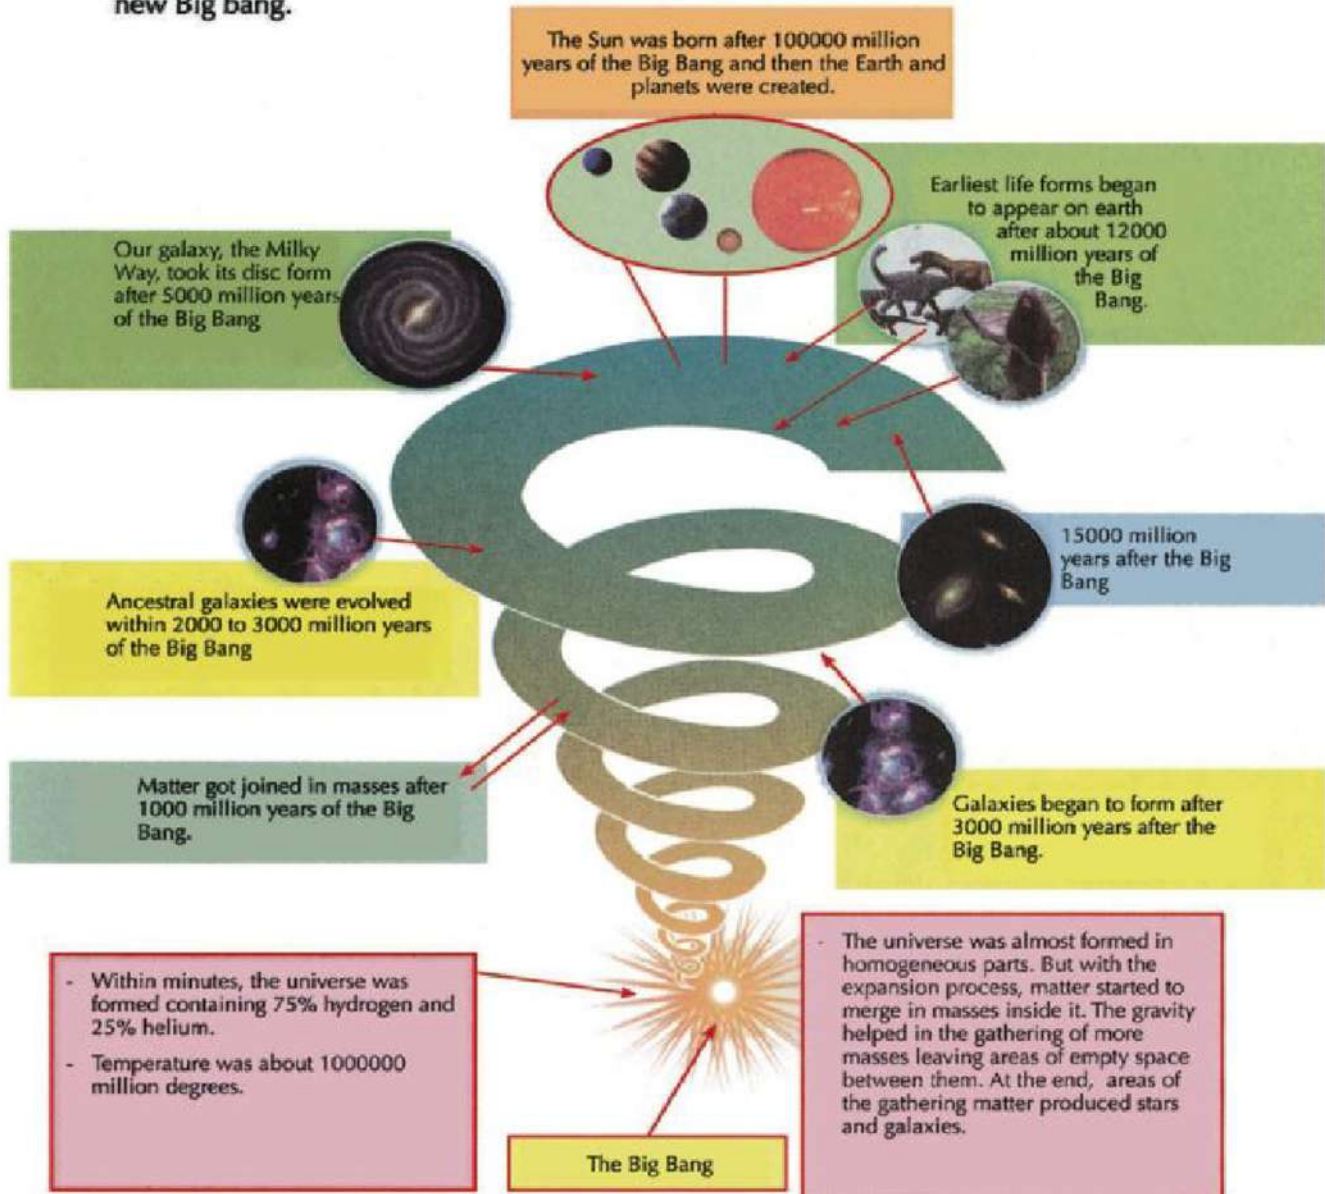 new Big bang.
The Sun was born after 100000 million
years of the Big Bang and then the Earth and
planets were created.
Earliest life forms began
to appear on earth
after about 12000
million years of
the Big
Bang.
Our galaxy, the Milky
Way, took its disc form
after 5000 million years
of the Big Bang
15000 million
years after the Big
Bang
Ancestral galaxies were evolved
within 2000 to 3000 million years
of the Big Bang
Matter got joined in masses after
1000 million years of the Big
Bang.
Galaxies began to form after
3000 million years after the
Big Bang.
- Within minutes, the universe was
formed containing 75% hydrogen and
25% helium.
- Temperature was about 1000000
million degrees.
- The universe was almost formed in
homogeneous parts. But with the
expansion process, matter started to
merge in masses inside it. The gravity
helped in the gathering of more
masses leaving areas of empty space
between them. At the end, areas of
the gathering matter produced stars
and galaxies.
The Big Bang